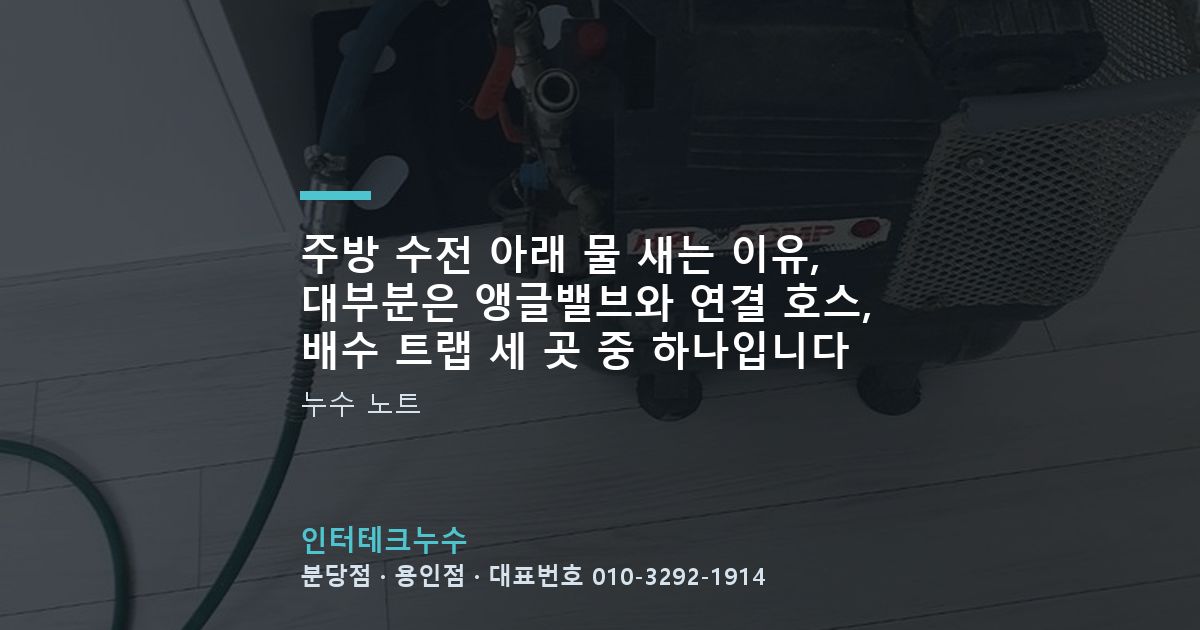 주방 수전 아래 물 새는 이유,
대부분은 앵글밸브와 연결 호스,
배수 트랩 세 곳 중 하나입니다
누수 노트
인터테크누수
분당점 · 용인점 · 대표번호 010-3292-1914